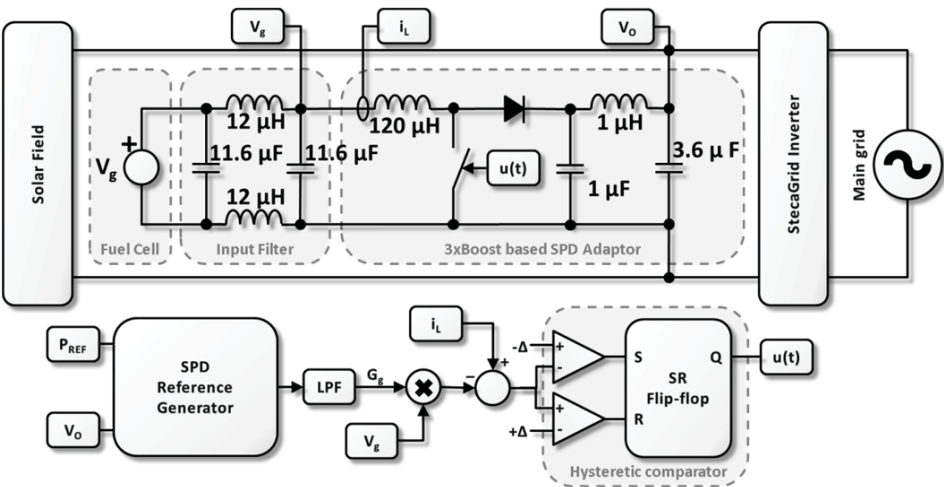 Vg
iL
VO
Solar Field
12 μH
120 μH
1 μH
+
Vg
11.6 μF
11.6 μF
u(t)
3.6 μ F
12 μH
1 μF
Fuel Cell
Input Filter
3xBoost based SPD Adaptor
StecaGrid Inverter
Main grid
PREF
VO
SPD
Reference
Generator
LPF
Gg
Vg
iL
+
−
-Δ
+
-
+
-
+Δ
S
R
Q
SR
Flip-flop
u(t)
Hysteretic comparator